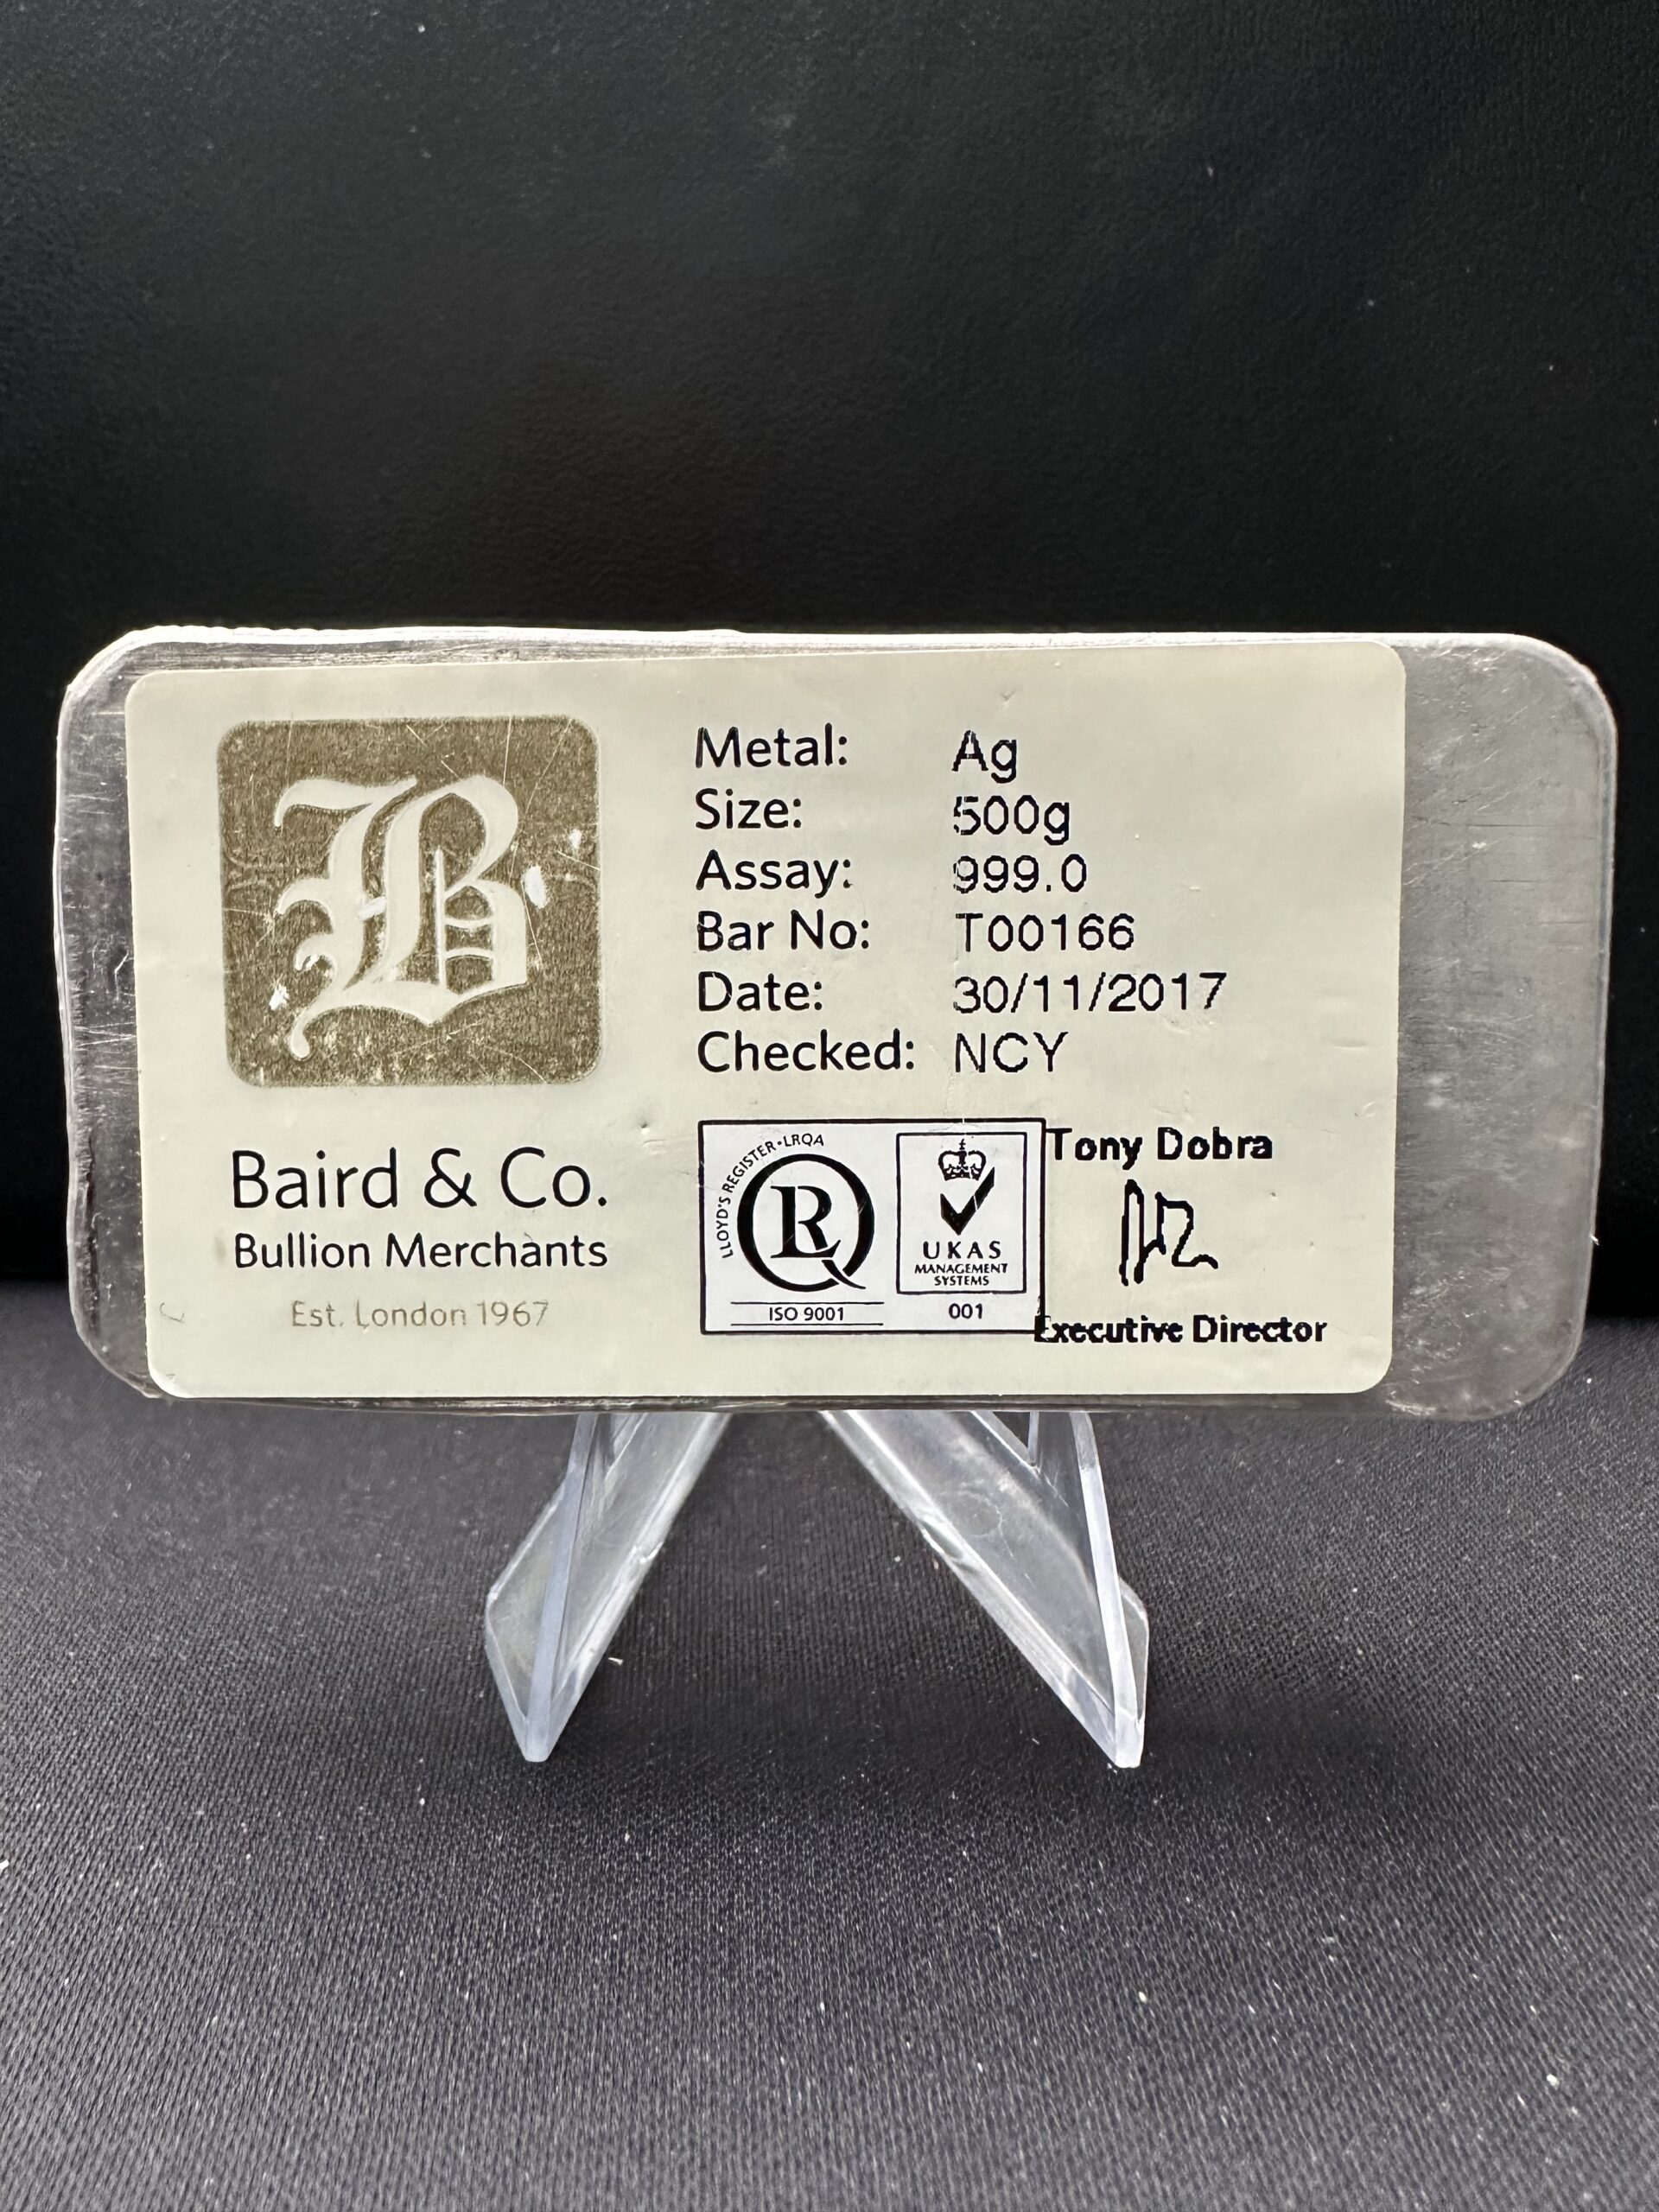 B
Baird & Co.
Bullion Merchants
Est. London 1967
Metal: Ag
Size: 500g
Assay: 999.0
Bar No: T00166
Date: 30/11/2017
Checked: NCY
LLOYD'S REGISTER•LRQA
LRQ
ISO 9001
UKAS
MANAGEMENT
SYSTEMS
001
Tony Dobra
Executive Director